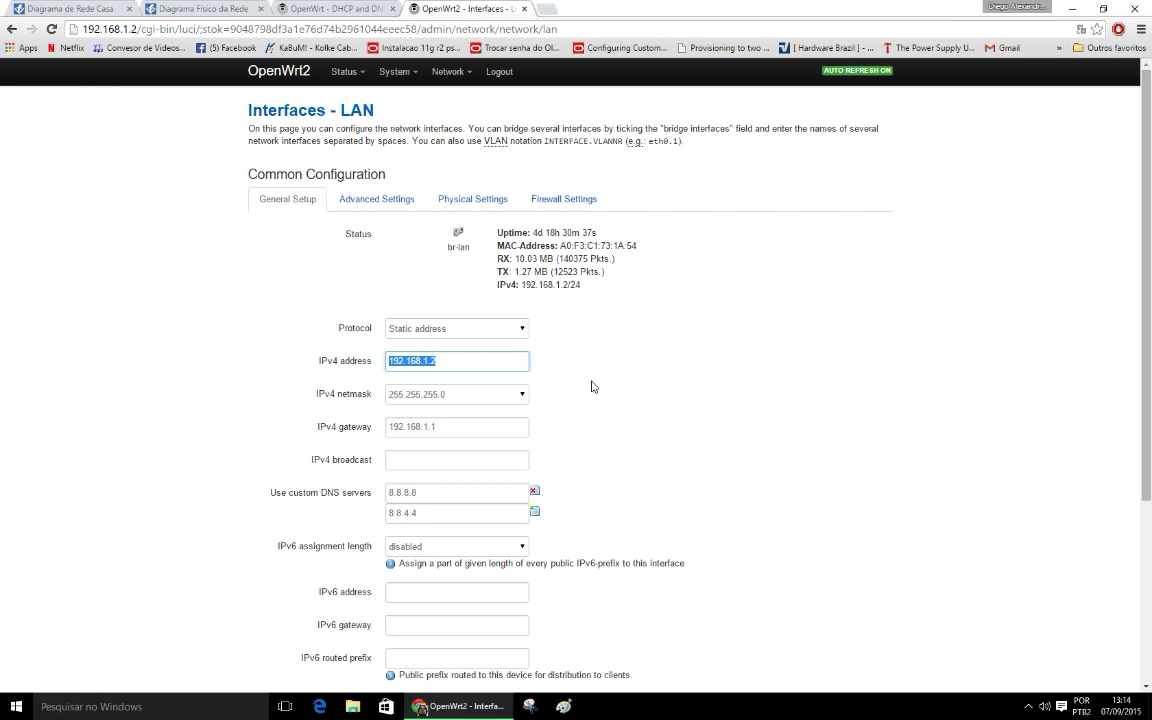 Diagrama de Rede Casa
Diagrama Físico da Rede
OpenWrt - DHCP and DN
OpenWrt2 - Interfaces - L
Diego Alexandr...
192.168.1.2/cgi-bin/luci/;stok=9048798df3a1e76d74b2961044eeec58/admin/network/network/lan
Apps
Netflix
Convesor de Videos...
(5) Facebook
KaBuM! - Kolke Cab...
Instalacao 11g r2 ps...
Trocar senha do Ol...
Configuring Custom...
Provisioning to two ...
[ Hardware Brazil ] - ...
The Power Supply U...
Gmail
»
Outros favoritos
OpenWrt2
Status
System
Network
Logout
AUTO REFRESH ON
Interfaces - LAN
On this page you can configure the network interfaces. You can bridge several interfaces by ticking the "bridge interfaces" field and enter the names of several
network interfaces separated by spaces. You can also use VLAN notation INTERFACE.VLANNR (e.g.: eth0.1).
Common Configuration
General Setup
Advanced Settings
Physical Settings
Firewall Settings
Status
br-lan
Uptime: 4d 18h 30m 37s
MAC-Address: A0:F3:C1:73:1A:54
RX: 10.03 MB (140375 Pkts.)
TX: 1.27 MB (12523 Pkts.)
IPv4: 192.168.1.2/24
Protocol
Static address
IPv4 address
192.168.1.2
IPv4 netmask
255.255.255.0
IPv4 gateway
192.168.1.1
IPv4 broadcast
Use custom DNS servers
8.8.8.8
8.8.4.4
IPv6 assignment length
disabled
Assign a part of given length of every public IPv6-prefix to this interface
IPv6 address
IPv6 gateway
IPv6 routed prefix
Public prefix routed to this device for distribution to clients.
Pesquisar no Windows
OpenWrt2 - Interfa...
POR
PTB2
13:14
07/09/2015